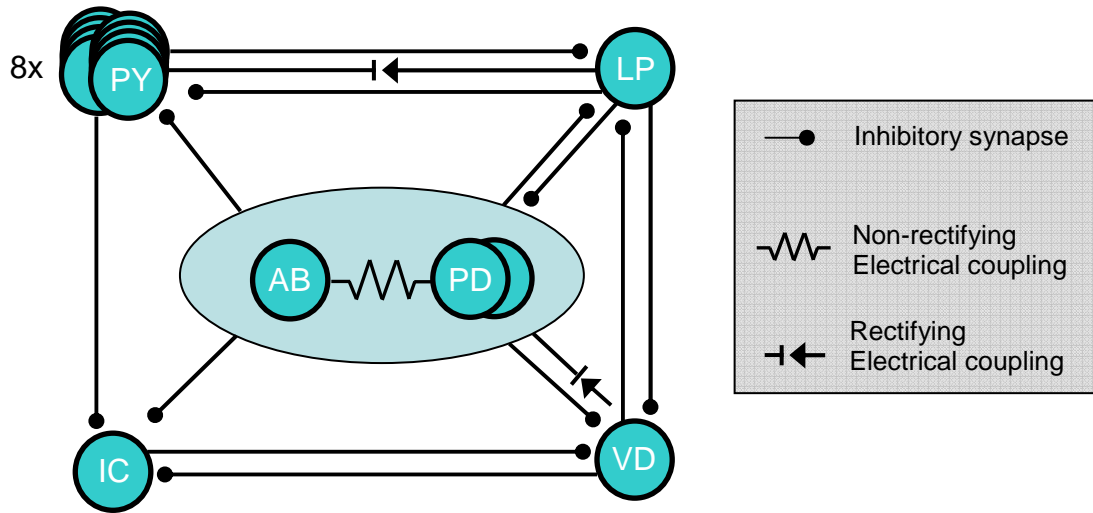 8x
PY
LP
AB
PD
IC
VD
Inhibitory synapse
Non-rectifying
Electrical coupling
Rectifying
Electrical coupling